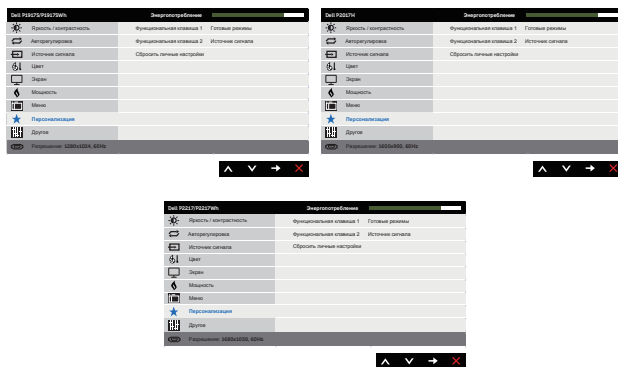 Dell P1917S/P1917SWh Энергопотребление
Яркость / контрастность Функциональная клавиша 1 Готовые режимы
Авторегулировка Функциональная клавиша 2 Источник сигнала
Источник сигнала Сбросить личные настройки
Цвет
Экран
Мощность
Меню
Персонализация
Другое
Разрешение: 1280x1024, 60Hz
Dell P2017H Энергопотребление
Яркость / контрастность Функциональная клавиша 1 Готовые режимы
Авторегулировка Функциональная клавиша 2 Источник сигнала
Источник сигнала Сбросить личные настройки
Цвет
Экран
Мощность
Меню
Персонализация
Другое
Разрешение: 1600x900, 60Hz
Dell P2217/P2217Wh Энергопотребление
Яркость / контрастность Функциональная клавиша 1 Готовые режимы
Авторегулировка Функциональная клавиша 2 Источник сигнала
Источник сигнала Сбросить личные настройки
Цвет
Экран
Мощность
Меню
Персонализация
Другое
Разрешение: 1680x1050, 60Hz